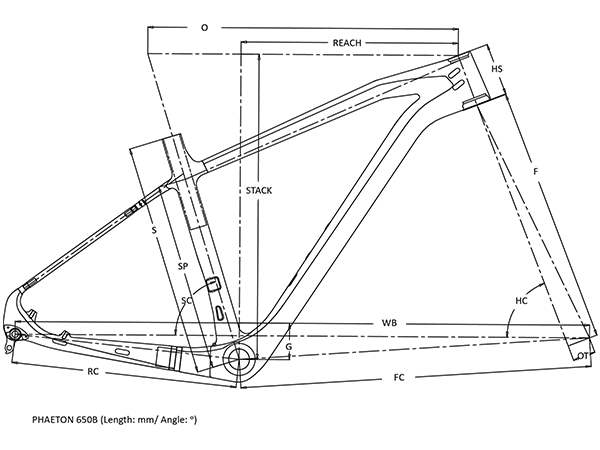 O
REACH
HS
F
STACK
S
SP
SC
HC
WB
G
OT
RC
FC
PHAETON 650B (Length: mm/ Angle: º)